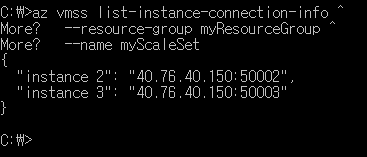 C:₩>az vmss list-instance-connection-info ^
More?   --resource-group myResourceGroup ^
More?   --name myScaleSet
{
  "instance 2": "40.76.40.150:50002",
  "instance 3": "40.76.40.150:50003"
}
C:₩>